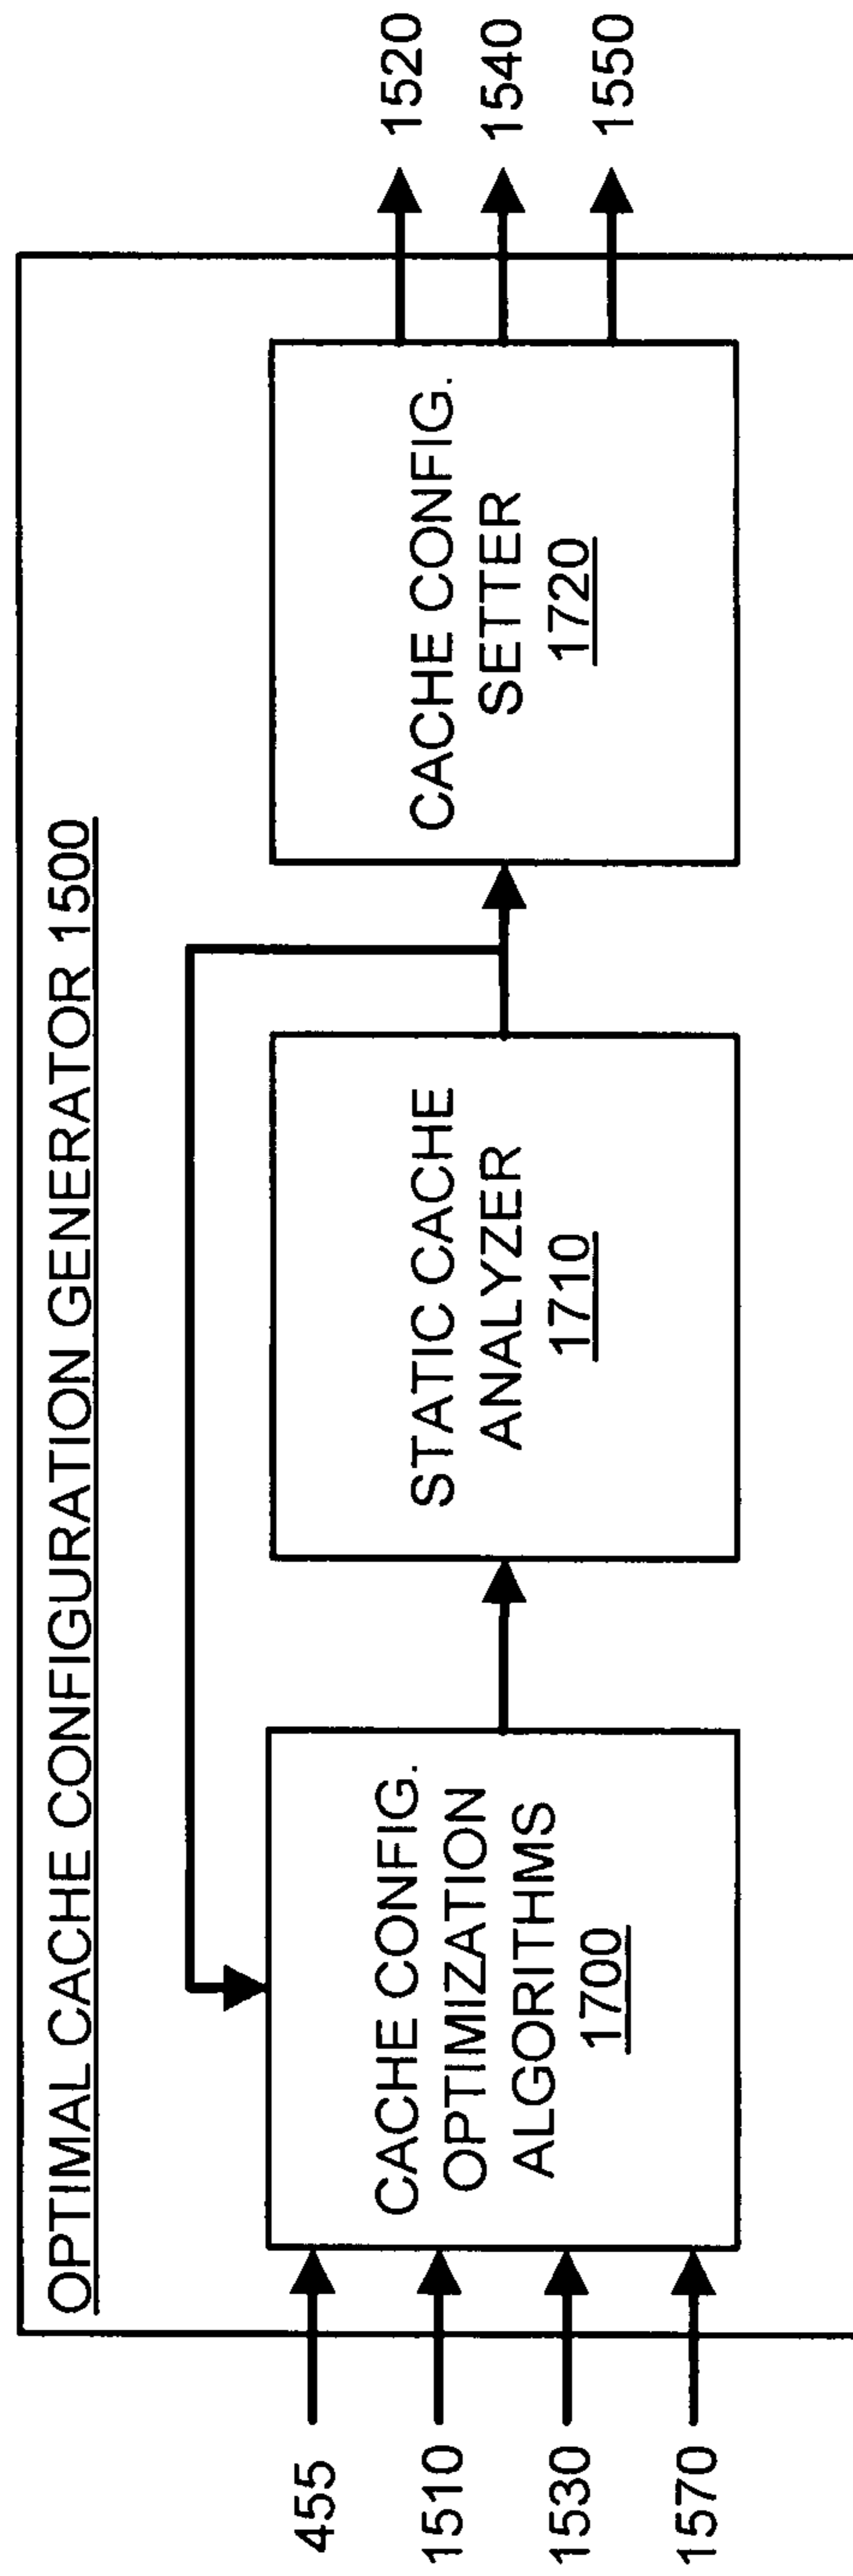 OPTIMAL CACHE CONFIGURATION GENERATOR 1500
455
1510
1530
1570
CACHE CONFIG.
OPTIMIZATION
ALGORITHMS
1700
STATIC CACHE
ANALYZER
1710
CACHE CONFIG.
SETTER
1720
1520
1540
1550